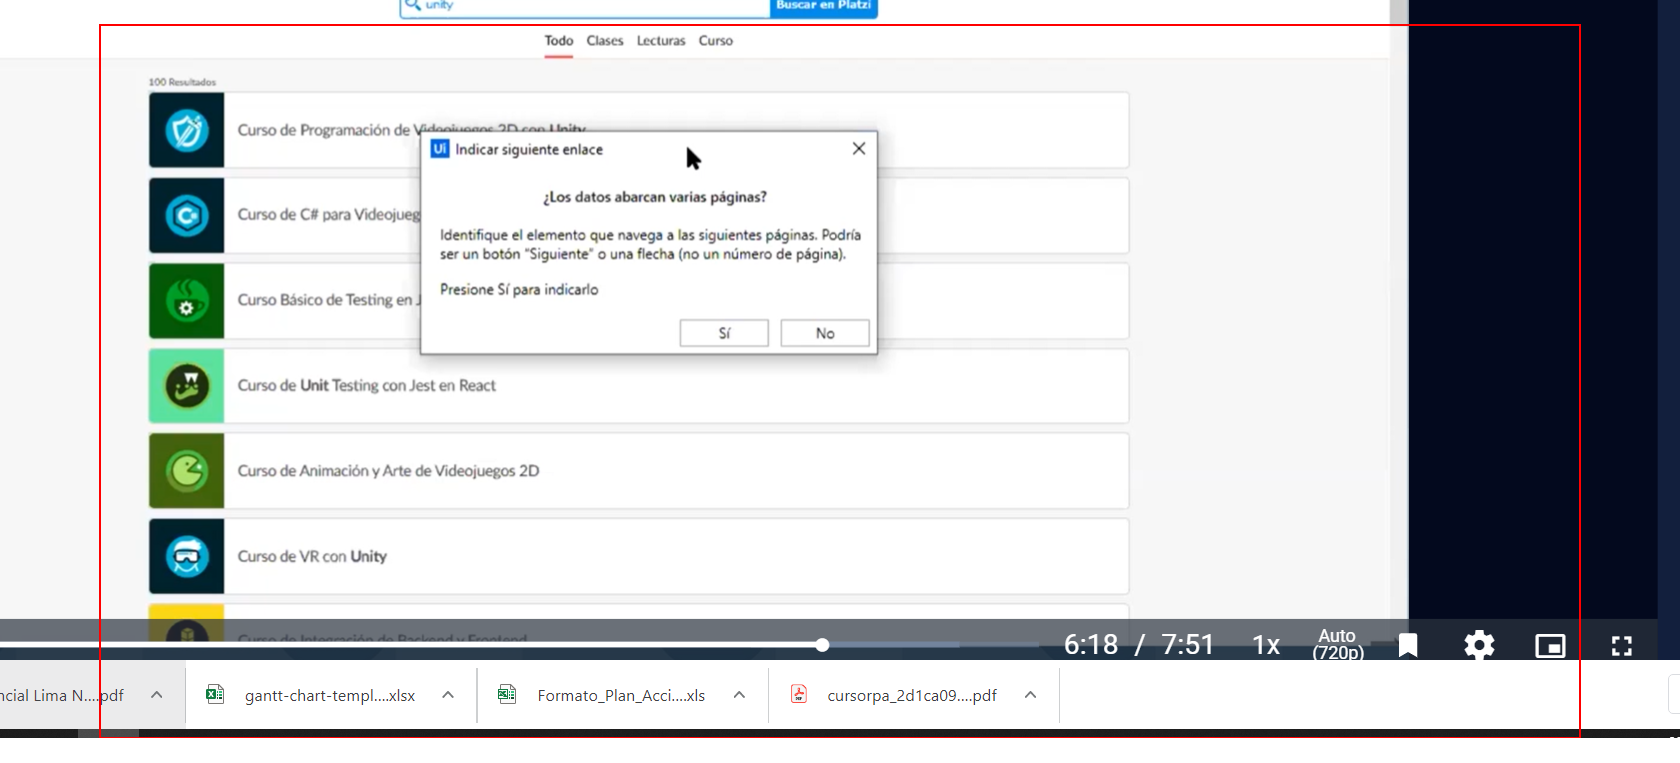 unity
Buscar en Platzi
Todo Clases Lecturas Curso
100 Resultados
Curso de Programación de Videojuegos 2D con Unity
Ui Indicar siguiente enlace
¿Los datos abarcan varias páginas?
Curso de C# para Videojueg
Identifique el elemento que navega a las siguientes páginas. Podría
ser un botón "Siguiente" o una flecha (no un número de página).
Presione Sí para indicarlo
Curso Básico de Testing en J
Sí No
Curso de Unit Testing con Jest en React
Curso de Animación y Arte de Videojuegos 2D
Curso de VR con Unity
Curso de Integración de Backend y Frontend
6:18 / 7:51 1x Auto
(720p)
ncial Lima N....pdf gantt-chart-templ....xlsx Formato_Plan_Acci....xls cursorpa_2d1ca09....pdf